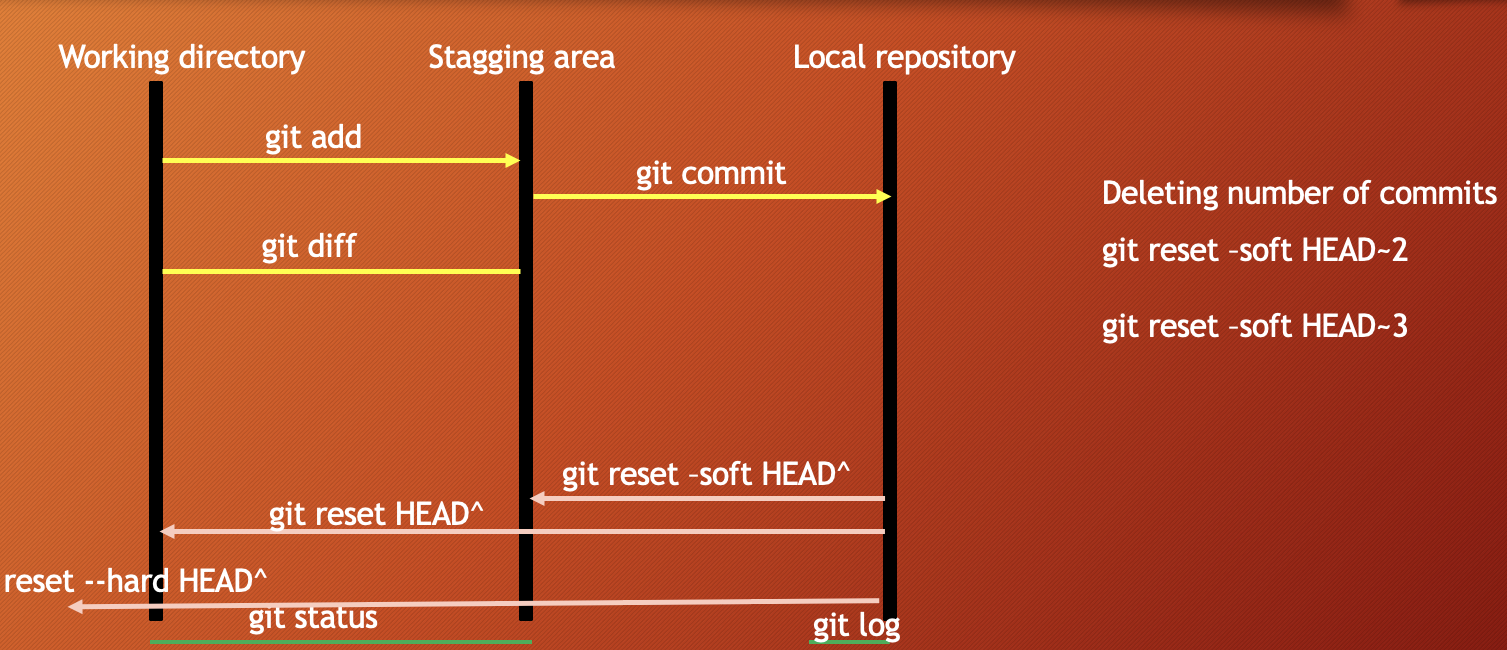 Working directory
Stagging area
Local repository
git add
git commit
Deleting number of commits
git diff
git reset –soft HEAD~2
git reset –soft HEAD~3
git reset –soft HEAD^
git reset HEAD^
reset --hard HEAD^
git status
git log